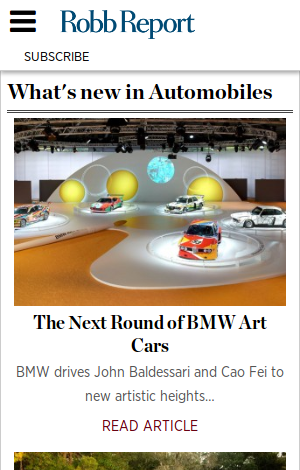 Robb Report
SUBSCRIBE
What's new in Automobiles
The Next Round of BMW Art
Cars
BMW drives John Baldessari and Cao Fei to
new artistic heights...
READ ARTICLE